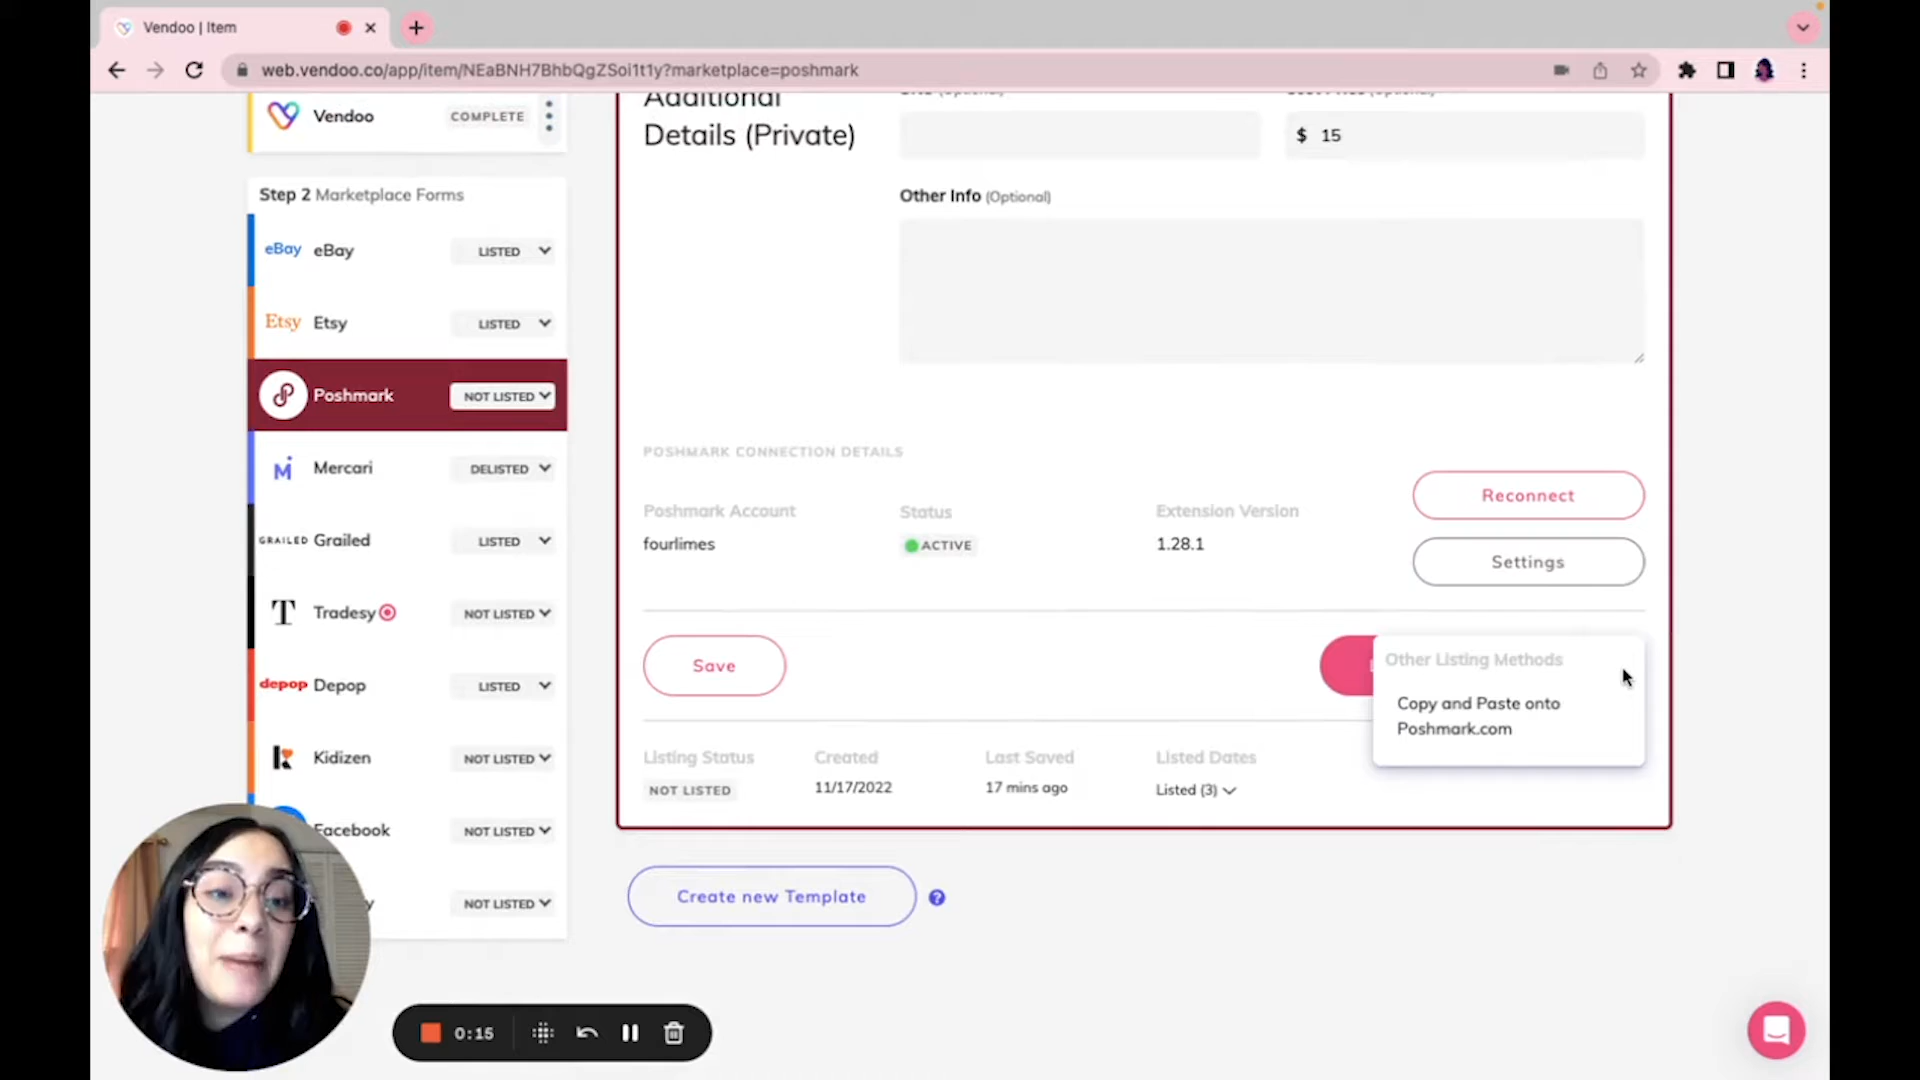 Vendoo | Item
web.vendoo.co/app/item/NEaBNH7BhbQgZSoi1t1y?marketplace=poshmark
Vendoo COMPLETE
Step 2 Marketplace Forms
eBay eBay LISTED
Etsy Etsy LISTED
Poshmark NOT LISTED
M Mercari DELISTED
GRAILED Grailed LISTED
T Tradesy NOT LISTED
depop Depop LISTED
Kidizen NOT LISTED
Facebook NOT LISTED
y NOT LISTED
Additional
Details (Private)
$ 15
Other Info (Optional)
POSHMARK CONNECTION DETAILS
Poshmark Account Status Extension Version
fourlimes ACTIVE 1.28.1
Reconnect
Settings
Save
Other Listing Methods
Copy and Paste onto
Poshmark.com
Listing Status Created Last Saved Listed Dates
NOT LISTED 11/17/2022 17 mins ago Listed (3)
Create new Template ?
0:15